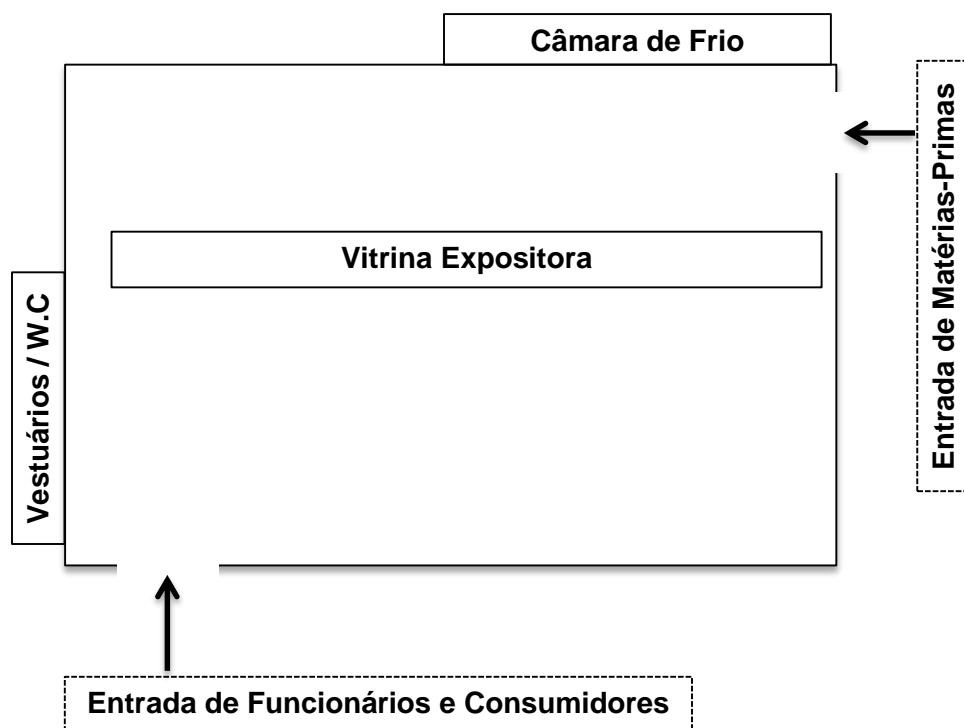 Câmara de Frio
Entrada de Matérias-Primas
Vitrina Expositora
Vestuários / W.C
Entrada de Funcionários e Consumidores